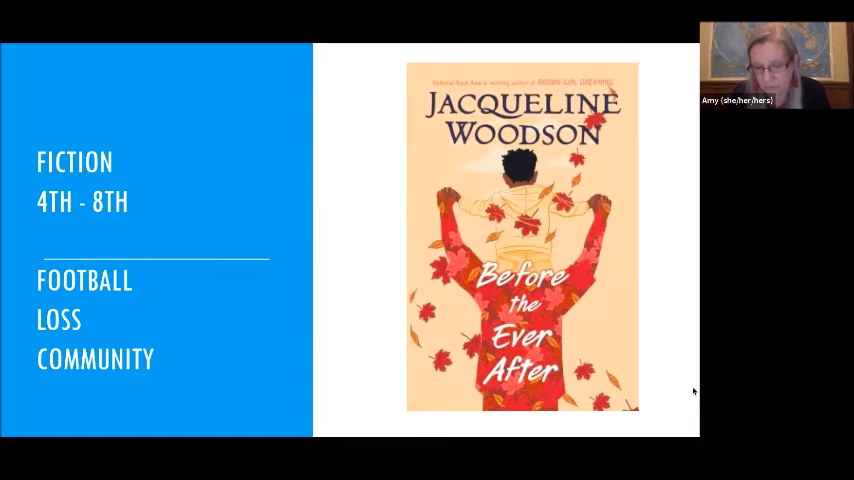 FICTION
4TH - 8TH
FOOTBALL
LOSS
COMMUNITY
National Book Award winning author of BROWN GIRL DREAMING
JACQUELINE
WOODSON
Before
the
Ever
After
Amy (she/her/hers)